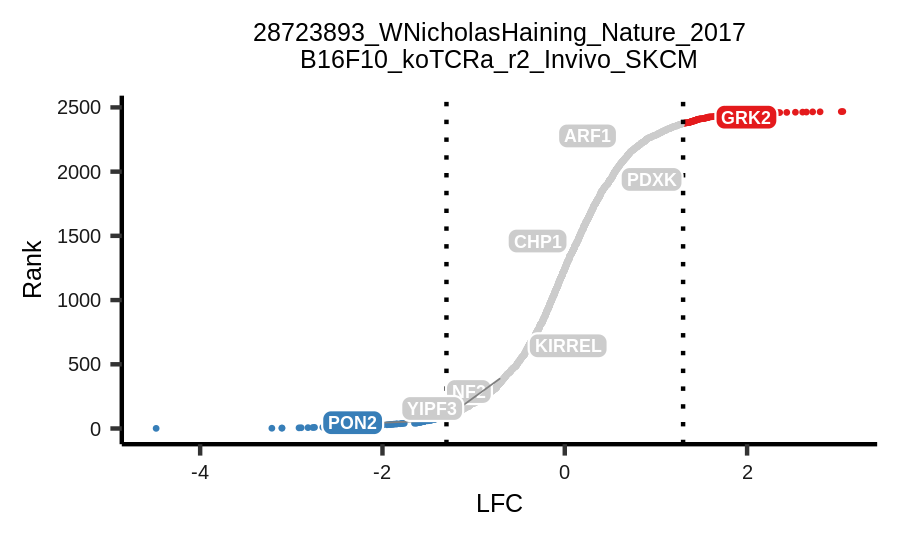 28723893_WNicholasHaining_Nature_2017
B16F10_koTCRa_r2_Invivo_SKCM
2500
2000
1500
1000
500
0
Rank
GRK2
ARF1
PDXK
CHP1
KIRREL
NF2
YIPF3
PON2
-4
-2
0
2
LFC